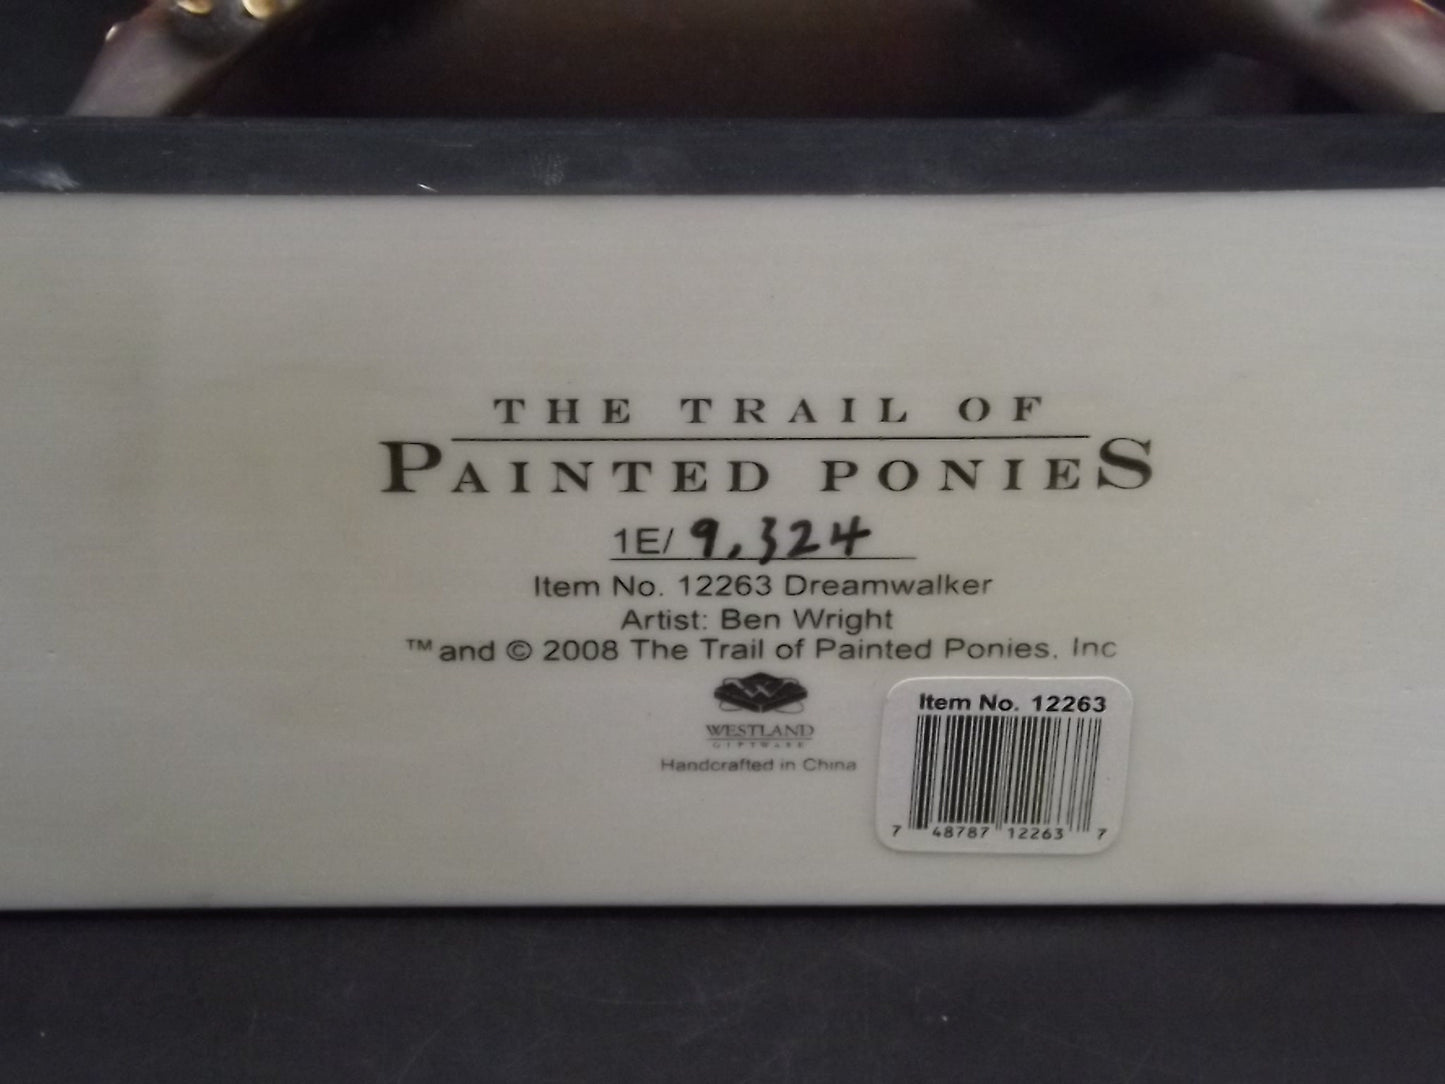 THE TRAIL OF
PAINTED PONIES
1E/ 9,324
Item No. 12263 Dreamwalker
Artist: Ben Wright
™ and © 2008 The Trail of Painted Ponies, Inc
W
WESTLAND
GIFTWARE
Handcrafted in China
Item No. 12263
7 48787 12263 7